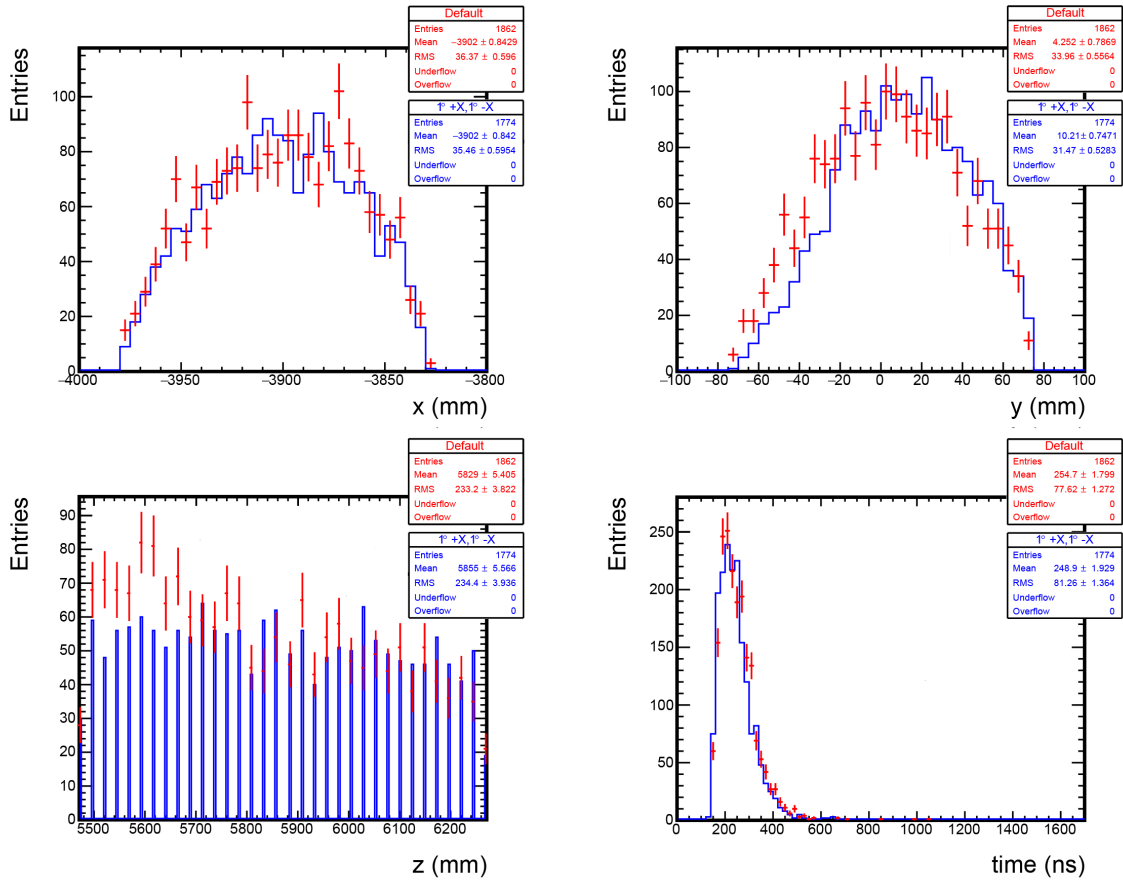 Default
Entries 1862
Mean −3902 ± 0.8429
RMS 36.37 ± 0.596
Underflow 0
Overflow 0
1° +X,1° -X
Entries 1774
Mean −3902 ± 0.842
RMS 35.46 ± 0.5954
Underflow 0
Overflow 0
Entries
100
80
60
40
20
0
−4000 −3950 −3900 −3850 −3800
x (mm)
Default
Entries 1862
Mean 4.252 ± 0.7869
RMS 33.96 ± 0.5564
Underflow 0
Overflow 0
1° +X,1° -X
Entries 1774
Mean 10.21 ± 0.7471
RMS 31.47 ± 0.5283
Underflow 0
Overflow 0
Entries
100
80
60
40
20
0
−100 −80 −60 −40 −20 0 20 40 60 80 100
y (mm)
Default
Entries 1862
Mean 5829 ± 5.405
RMS 233.2 ± 3.822
Underflow 0
Overflow 0
1° +X,1° -X
Entries 1774
Mean 5855 ± 5.566
RMS 234.4 ± 3.936
Underflow 0
Overflow 0
Entries
90
80
70
60
50
40
30
20
10
0
5500 5600 5700 5800 5900 6000 6100 6200
z (mm)
Default
Entries 1862
Mean 254.7 ± 1.799
RMS 77.62 ± 1.272
Underflow 0
Overflow 0
1° +X,1° -X
Entries 1774
Mean 248.9 ± 1.929
RMS 81.26 ± 1.364
Underflow 0
Overflow 0
Entries
250
200
150
100
50
0
0 200 400 600 800 1000 1200 1400 1600
time (ns)